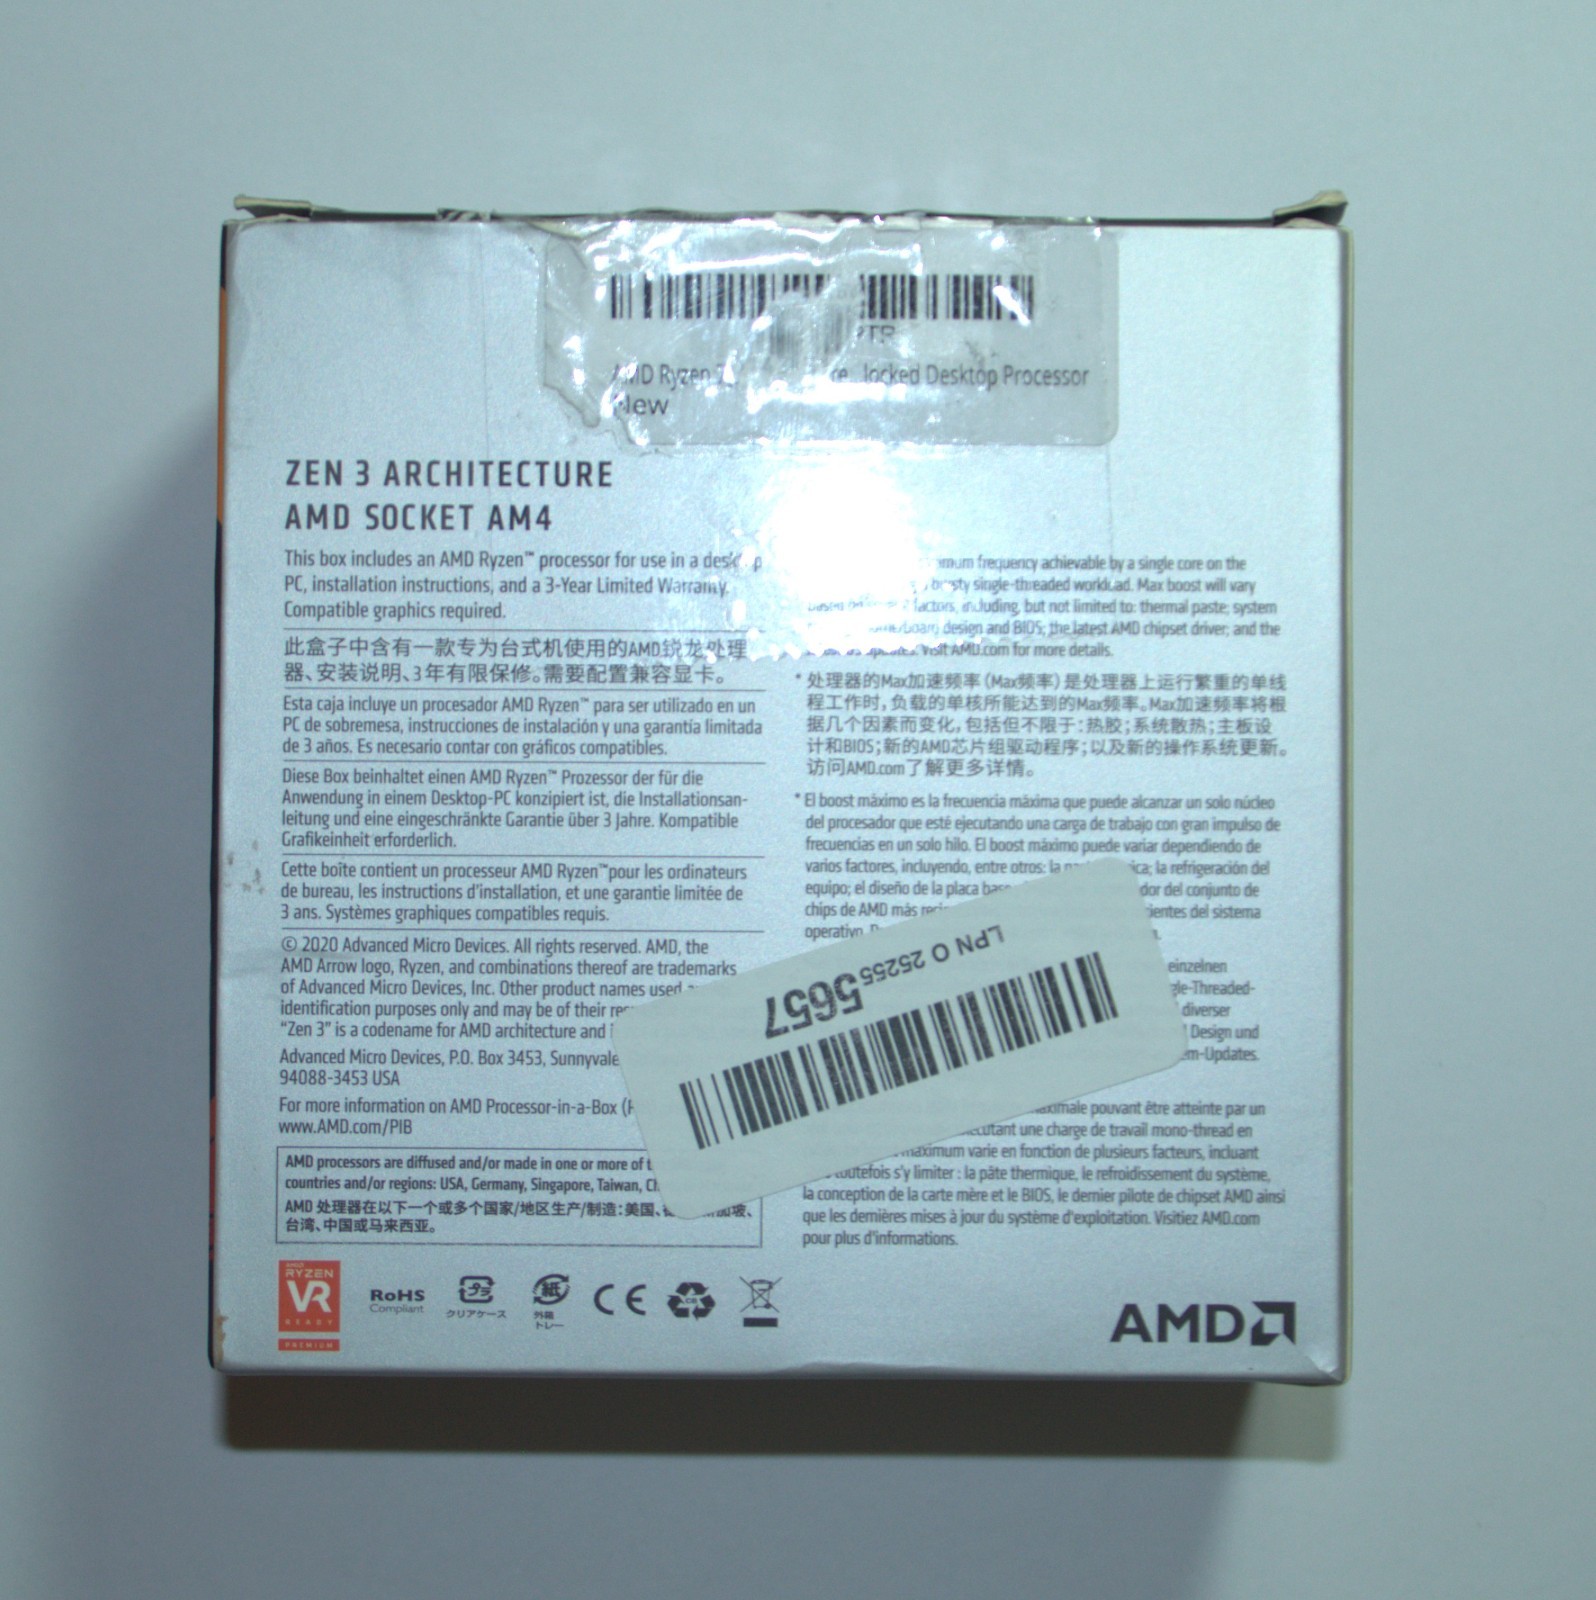 AMD Ryzen
locked Desktop Processor
New
ZEN 3 ARCHITECTURE
AMD SOCKET AM4
This box includes an AMD Ryzen™ processor for use in a
PC, installation instructions, and a 3-Year Limited Warranty.
Compatible graphics required.
此盒子中含有一款专为台式机使用的AMD锐龙处理
器、安装说明、3年有限保修。需要配置兼容显卡。
Esta caja incluye un procesador AMD Ryzen™ para ser utilizado en un
PC de sobremesa, instrucciones de instalación y una garantía limitada
de 3 años. Es necesario contar con gráficos compatibles.
Diese Box beinhaltet einen AMD Ryzen™ Prozessor der für die
Anwendung in einem Desktop-PC konzipiert ist, die Installationsan-
leitung und eine eingeschränkte Garantie über 3 Jahre. Kompatible
Grafikeinheit erforderlich.
Cette boîte contient un processeur AMD Ryzen™pour les ordinateurs
de bureau, les instructions d'installation, et une garantie limitée de
3 ans. Systèmes graphiques compatibles requis.
© 2020 Advanced Micro Devices. All rights reserved. AMD, the
AMD Arrow logo, Ryzen, and combinations thereof are trademarks
of Advanced Micro Devices, Inc. Other product names used
identification purposes only and may be of their
"Zen 3" is a codename for AMD architecture and
Advanced Micro Devices, P.O. Box 3453, Sunnyvale
94088-3453 USA
For more information on AMD Processor-in-a-Box
www.AMD.com/PIB
AMD processors are diffused and/or made in one or more of
countries and/or regions: USA, Germany, Singapore, Taiwan,
AMD 处理器在以下一个或多个国家/地区生产/制造：美国、
台湾、中国或马来西亚。
frequency achievable by a single core on the
single-threaded workload. Max boost will vary
factors, including, but not limited to: thermal paste; system
design and BIOS; the latest AMD chipset driver; and the
Visit AMD.com for more details.
* 处理器的Max加速频率（Max频率）是处理器上运行繁重的单线
程工作时，负载的单核所能达到的Max频率。Max加速频率将根
据几个因素而变化，包括但不限于：热胶；系统散热；主板设
计和BIOS；新的AMD芯片组驱动程序；以及新的操作系统更新。
访问AMD.com了解更多详情。
* El boost máximo es la frecuencia máxima que puede alcanzar un solo núcleo
del procesador que esté ejecutando una carga de trabajo con gran impulso de
frecuencias en un solo hilo. El boost máximo puede variar dependiendo de
varios factores, incluyendo, entre otros: la la refrigeración del
equipo; el diseño de la placa del conjunto de
chips de AMD más del sistema
operativo.
LPN O 252555657
einzelnen
diverser
Design und
maximale pouvant être atteinte par un
une charge de travail mono-thread en
maximum varie en fonction de plusieurs facteurs, incluant
s'y limiter : la pâte thermique, le refroidissement du système,
la conception de la carte mère et le BIOS, le dernier pilote de chipset AMD ainsi
que les dernières mises à jour du système d'exploitation. Visitiez AMD.com
pour plus d'informations.
AMD
RYZEN
VR
READY
PREMIUM
RoHS
Compliant
プラ
クリアケース
紙
外箱
トレー
CE
AMD